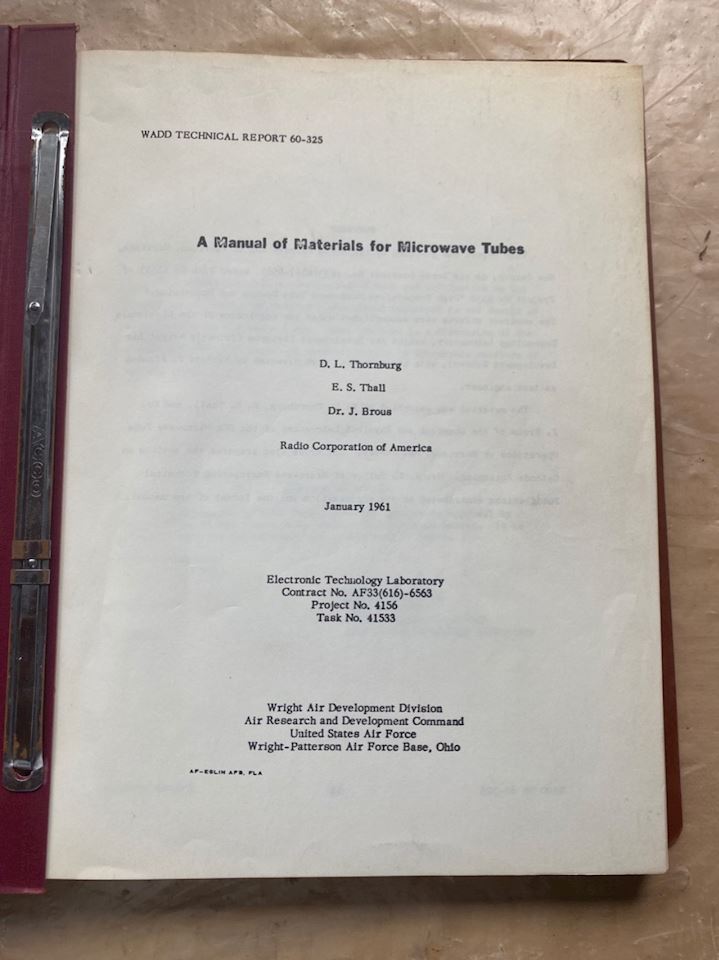 WADD TECHNICAL REPORT 60-325
A Manual of Materials for Microwave Tubes
D. L. Thornburg
E. S. Thall
Dr. J. Brous
Radio Corporation of America
January 1961
Electronic Technology Laboratory
Contract No. AF33(616)-6563
Project No. 4156
Task No. 41533
Wright Air Development Division
Air Research and Development Command
United States Air Force
Wright-Patterson Air Force Base, Ohio
AF-EGLIN AFB, FLA
ACCO